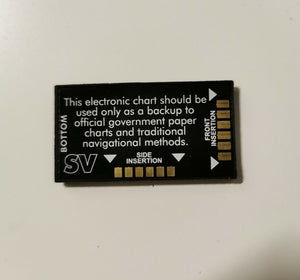 This electronic chart should be
used only as a backup to
official government paper
charts and traditional
navigational methods.
BOTTOM
SV
SIDE
INSERTION
FRONT
INSERTION